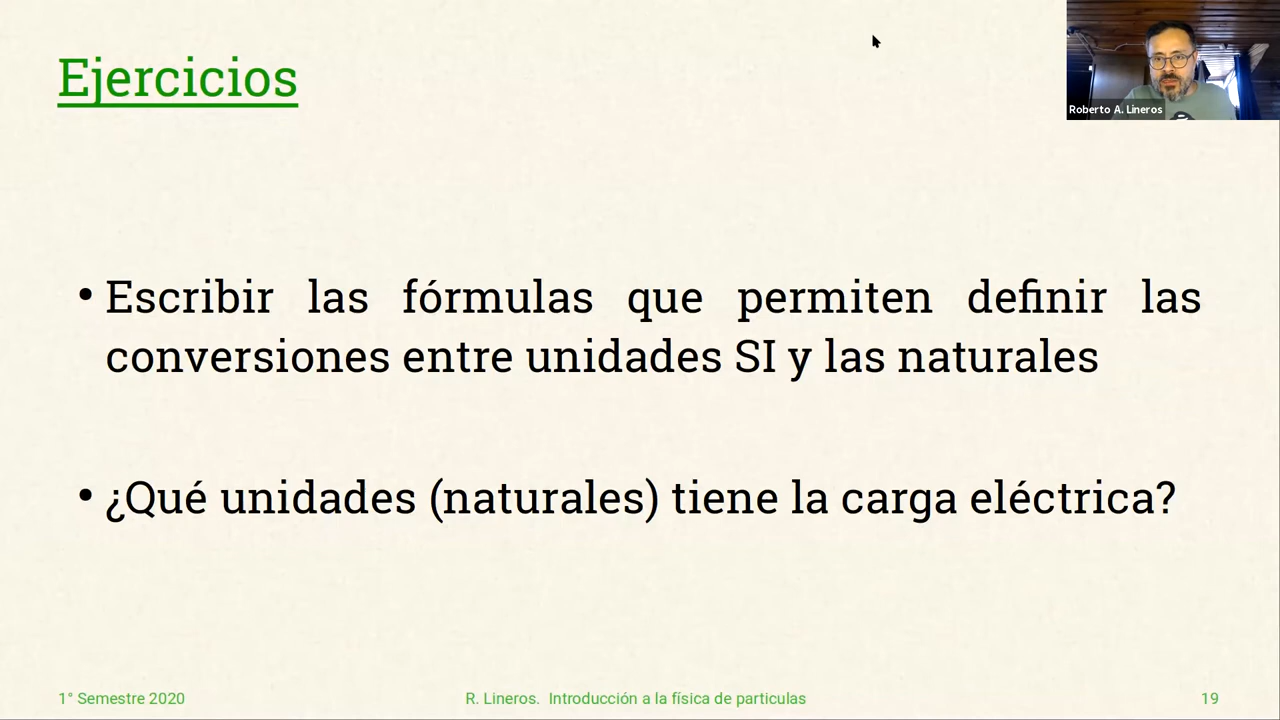 Ejercicios
Roberto A. Lineros
• Escribir las fórmulas que permiten definir las
conversiones entre unidades SI y las naturales
• ¿Qué unidades (naturales) tiene la carga eléctrica?
1° Semestre 2020
R. Lineros. Introducción a la física de particulas
19